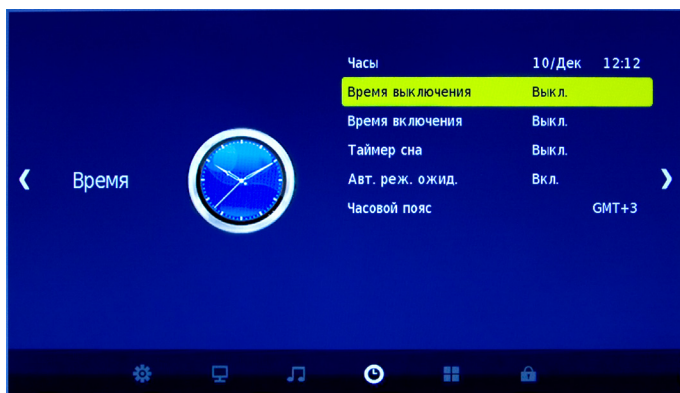 Часы 10/Дек 12:12
Время выключения Выкл.
Время включения Выкл.
Таймер сна Выкл.
Время
Авт. реж. ожид. Вкл.
Часовой пояс GMT+3